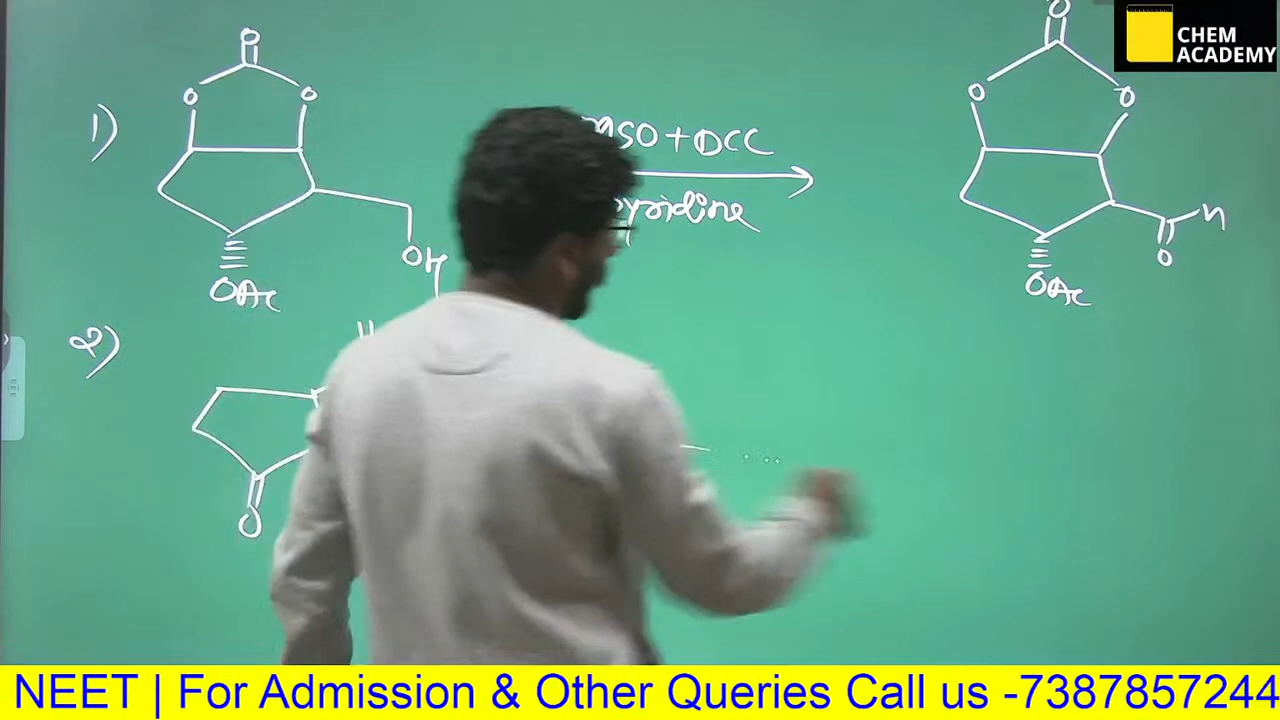 CHEM
ACADEMY
1)
O
O
O
OH
OAc
DMSO + DCC
pyridine
O
O
O
H
O
OAc
2)
H
O
NEET | For Admission & Other Queries Call us -7387857244